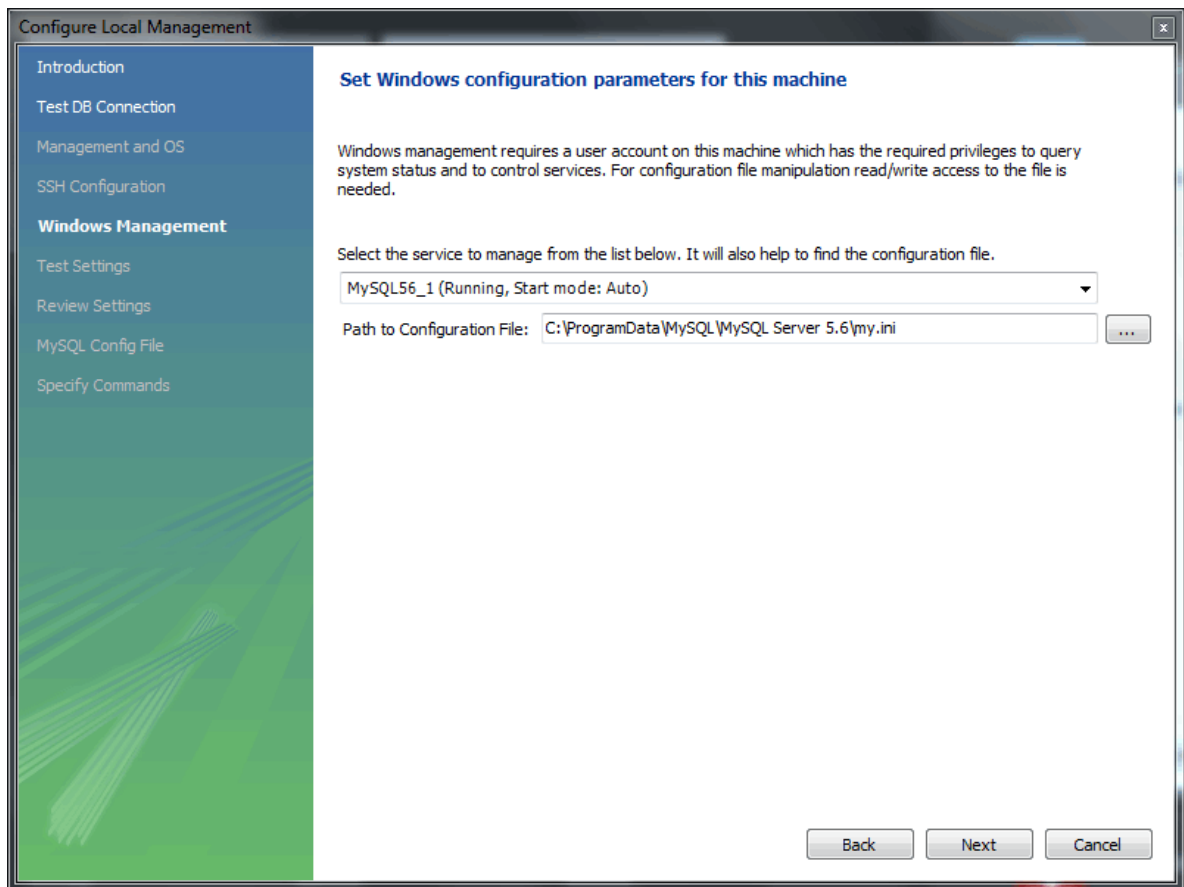 Configure Local Management
x
Introduction
Test DB Connection
Management and OS
SSH Configuration
Windows Management
Test Settings
Review Settings
MySQL Config File
Specify Commands
Set Windows configuration parameters for this machine
Windows management requires a user account on this machine which has the required privileges to query
system status and to control services. For configuration file manipulation read/write access to the file is
needed.
Select the service to manage from the list below. It will also help to find the configuration file.
MySQL56_1 (Running, Start mode: Auto)
Path to Configuration File: C:\ProgramData\MySQL\MySQL Server 5.6\my.ini ...
Back Next Cancel